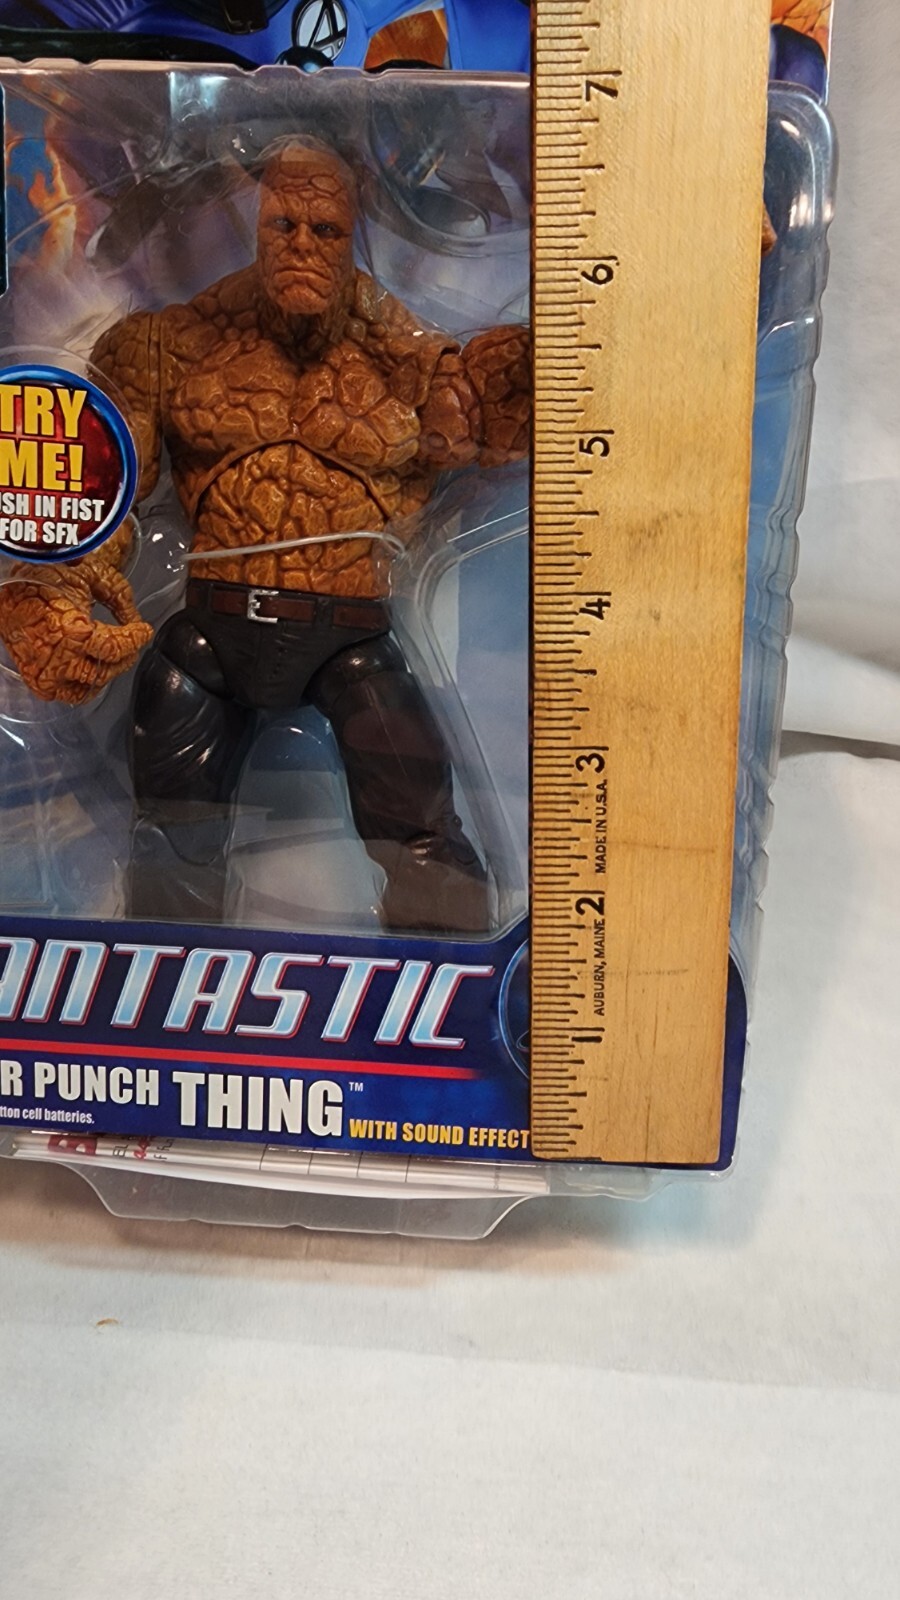 7
6
TRY
ME!
USH IN FIST
FOR SFX
5
4
3
MADE IN U.S.A.
2
AUBURN, MAINE
1
ANTASTIC
R PUNCH THING™
tton cell batteries.
WITH SOUND EFFECT